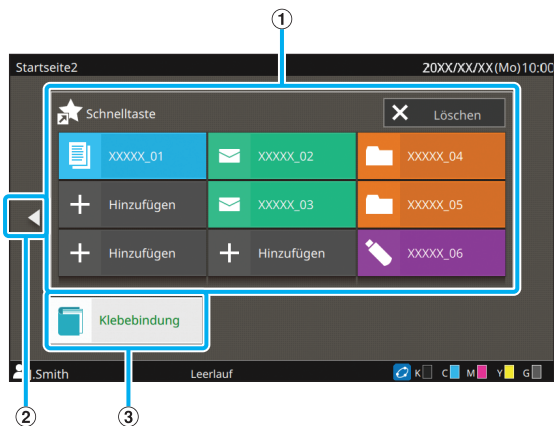 ①
Startseite2 20XX/XX/XX(Mo)10:00
Schnelltaste Löschen
XXXXX_01 XXXXX_02 XXXXX_04
Hinzufügen XXXXX_03 XXXXX_05
Hinzufügen Hinzufügen XXXXX_06
Klebebindung
J.Smith Leerlauf K C M Y G
② ③